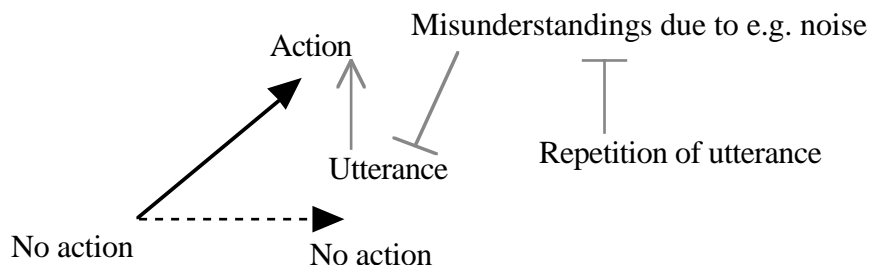 Misunderstandings due to e.g. noise
Action
Repetition of utterance
Utterance
No action
No action